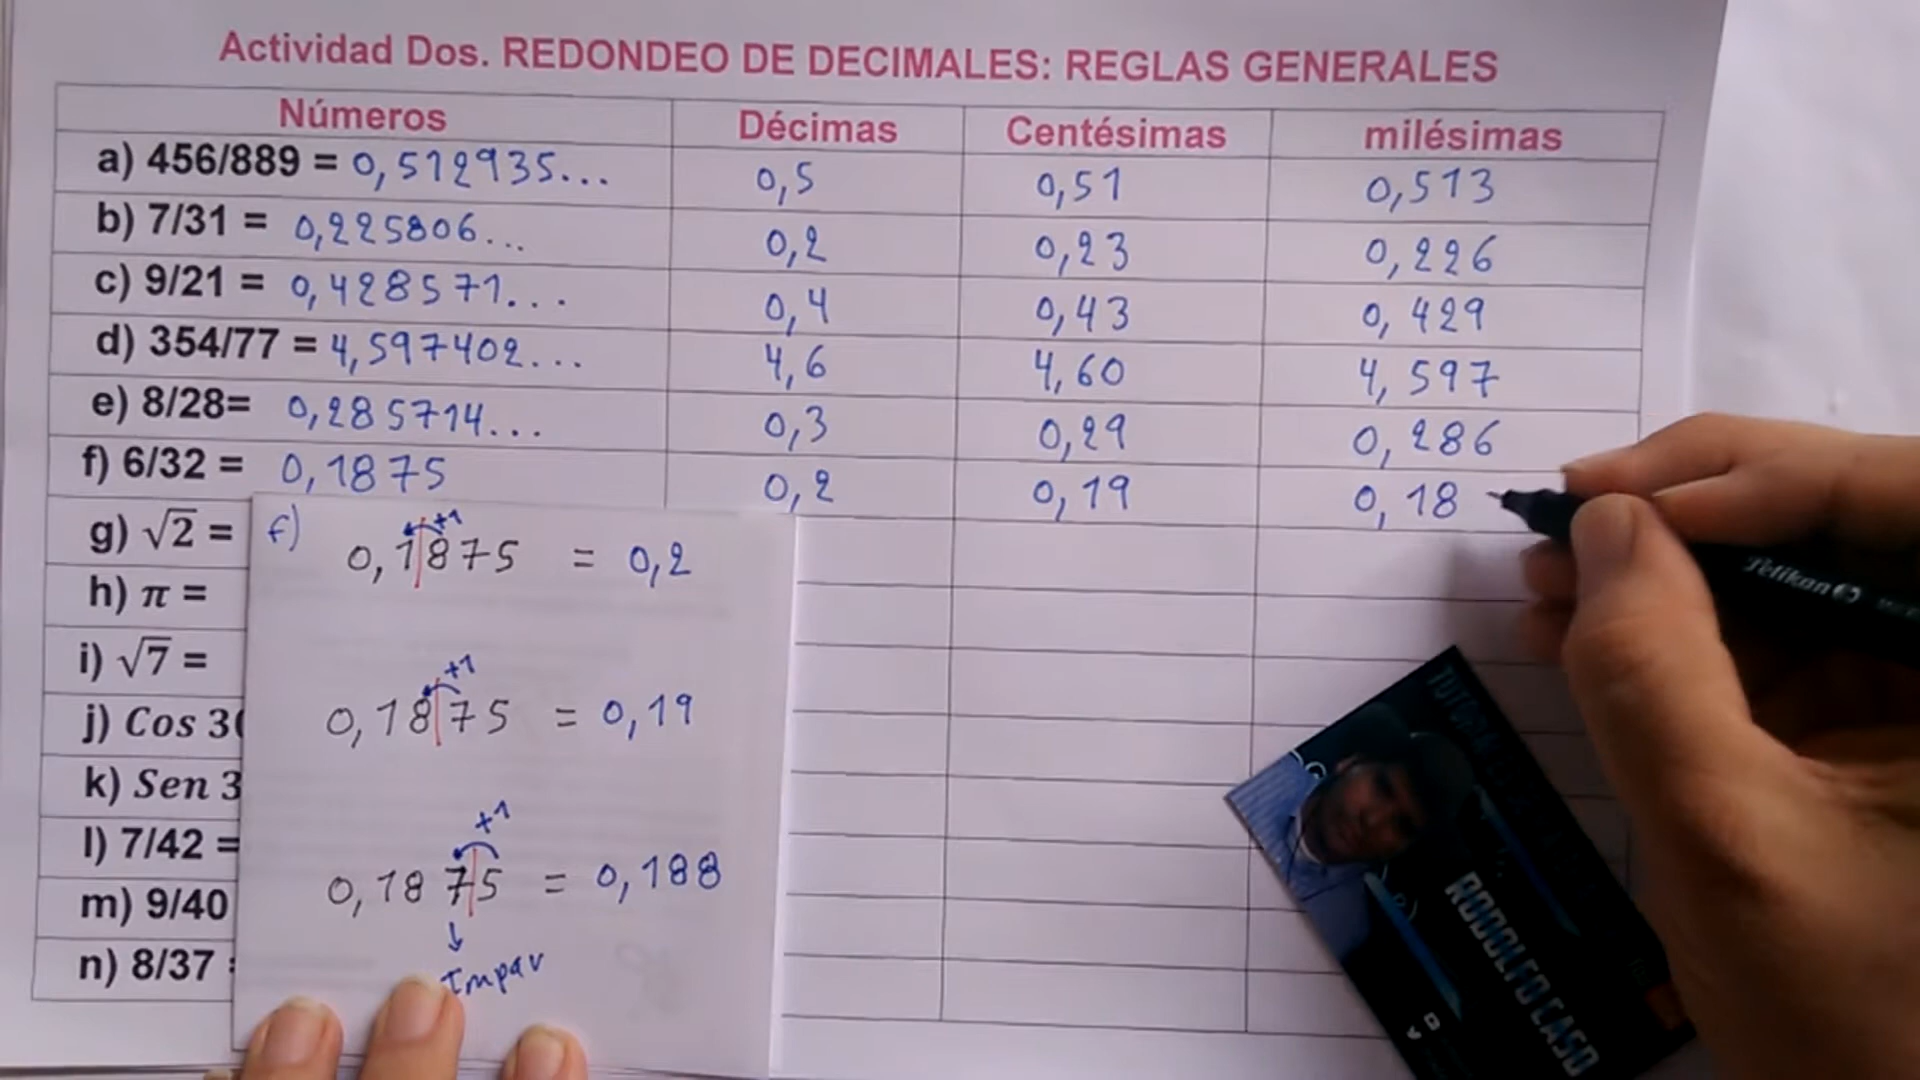 Actividad Dos. REDONDEO DE DECIMALES: REGLAS GENERALES
Números Décimas Centésimas milésimas
a) 456/889 = 0,512935... 0,5 0,51 0,513
b) 7/31 = 0,225806... 0,2 0,23 0,226
c) 9/21 = 0,428571... 0,4 0,43 0,429
d) 354/77 = 4,597402... 4,6 4,60 4,597
e) 8/28= 0,285714... 0,3 0,29 0,286
f) 6/32 = 0,1875 0,2 0,19 0,18
g) √2 =
h) π =
i) √7 =
j) Cos 3
k) Sen 3
l) 7/42 =
m) 9/40
n) 8/37
f)
+1
0,1875 = 0,2
+1
0,1875 = 0,19
+1
0,1875 = 0,188
Impar
Pelikan
RODOLFO CASO